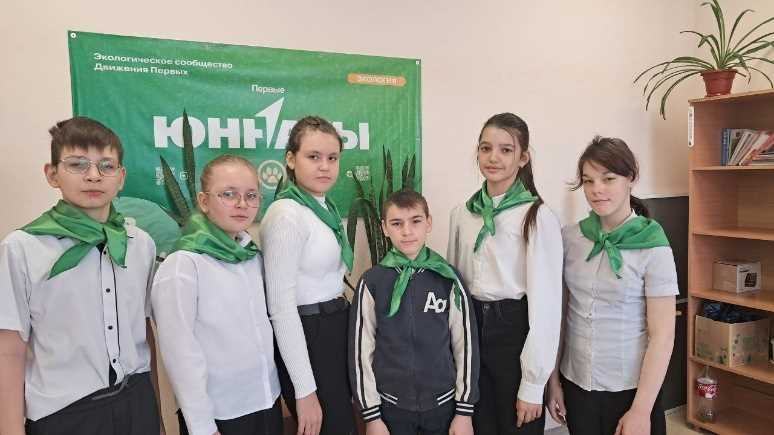 Экологическое сообщество
Движения Первых
ЭКОЛОГИЯ
Первые
ЮННАТЫ